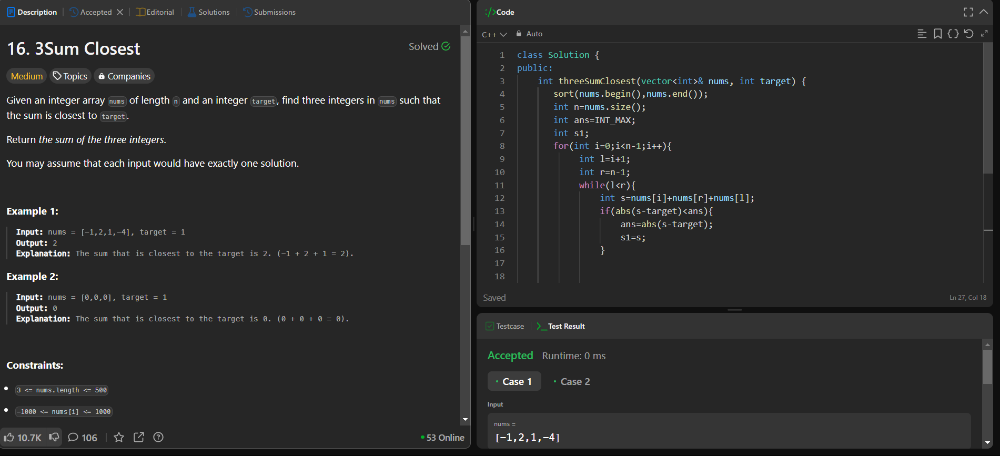 Description | Accepted | Editorial | Solutions | Submissions
16. 3Sum Closest
Solved
Medium Topics Companies
Given an integer array nums of length n and an integer target, find three integers in nums such that
the sum is closest to target.
Return the sum of the three integers.
You may assume that each input would have exactly one solution.
Example 1:
Input: nums = [-1,2,1,-4], target = 1
Output: 2
Explanation: The sum that is closest to the target is 2. (-1 + 2 + 1 = 2).
Example 2:
Input: nums = [0,0,0], target = 1
Output: 0
Explanation: The sum that is closest to the target is 0. (0 + 0 + 0 = 0).
Constraints:
3 <= nums.length <= 500
-1000 <= nums[i] <= 1000
10.7K 106 53 Online
</>Code
C++ Auto
1 class Solution {
2 public:
3 int threeSumClosest(vector<int>& nums, int target) {
4 sort(nums.begin(),nums.end());
5 int n=nums.size();
6 int ans=INT_MAX;
7 int s1;
8 for(int i=0;i<n-1;i++){
9 int l=i+1;
10 int r=n-1;
11 while(l<r){
12 int s=nums[i]+nums[r]+nums[l];
13 if(abs(s-target)<ans){
14 ans=abs(s-target);
15 s1=s;
16 }
17
18
Saved Ln 27, Col 18
Testcase | >_Test Result
Accepted Runtime: 0 ms
• Case 1 • Case 2
Input
nums =
[-1,2,1,-4]